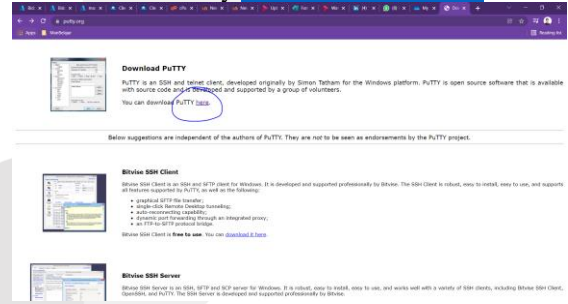 putty.org
Apps
Reading list
Download PuTTY
PuTTY is an SSH and telnet client, developed originally by Simon Tatham for the Windows platform. PuTTY is open source software that is available
with source code and is developed and supported by a group of volunteers.
You can download PuTTY here.
Below suggestions are independent of the authors of PuTTY. They are not to be seen as endorsements by the PuTTY project.
Bitvise SSH Client
Bitvise SSH Client is an SSH and SFTP client for Windows. It is developed and supported professionally by Bitvise. The SSH Client is robust, easy to install, easy to use, and supports
all features supported by PuTTY, as well as the following:
graphical SFTP file transfer;
single-click Remote Desktop tunneling;
auto-reconnecting capability;
dynamic port forwarding through an integrated proxy;
an FTP-to-SFTP protocol bridge.
Bitvise SSH Client is free to use. You can download it here.
Bitvise SSH Server
Bitvise SSH Server is an SSH, SFTP and SCP server for Windows. It is robust, easy to install, easy to use, and works well with a variety of SSH clients, including Bitvise SSH Client,
OpenSSH, and PuTTY. The SSH Server is developed and supported professionally by Bitvise.